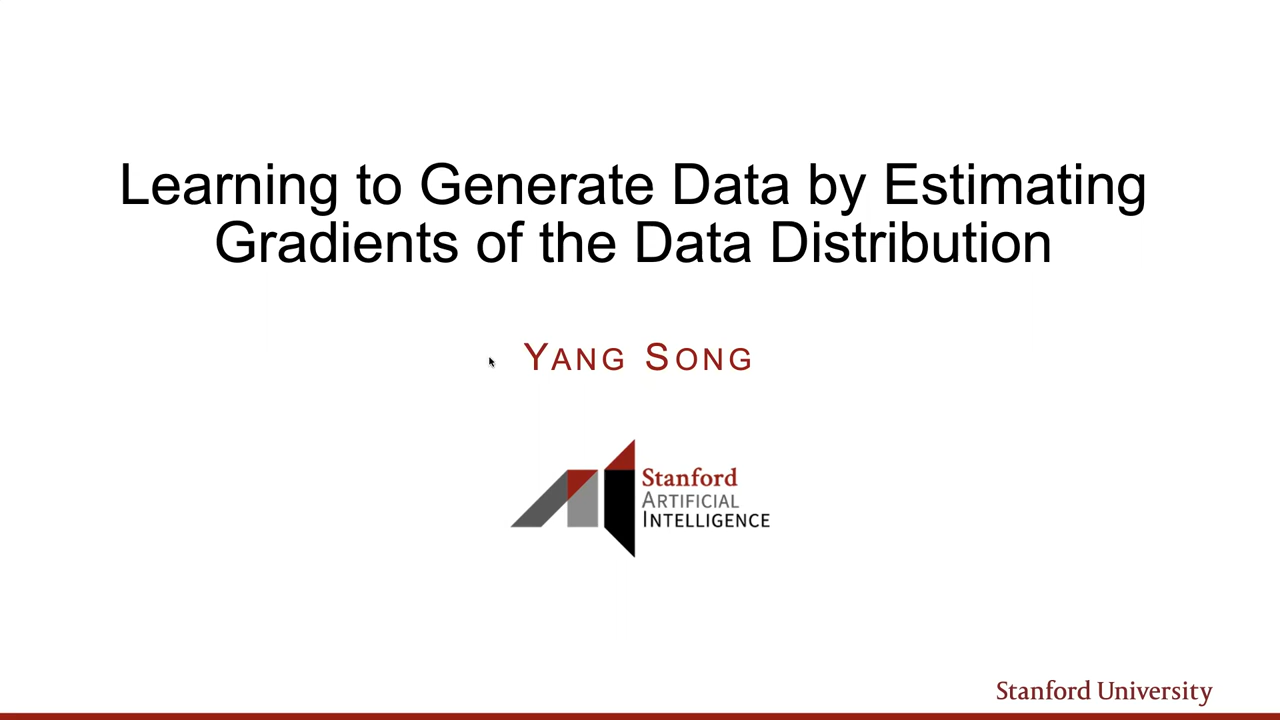 Learning to Generate Data by Estimating
Gradients of the Data Distribution
YANG SONG
Stanford
ARTIFICIAL
INTELLIGENCE
Stanford University